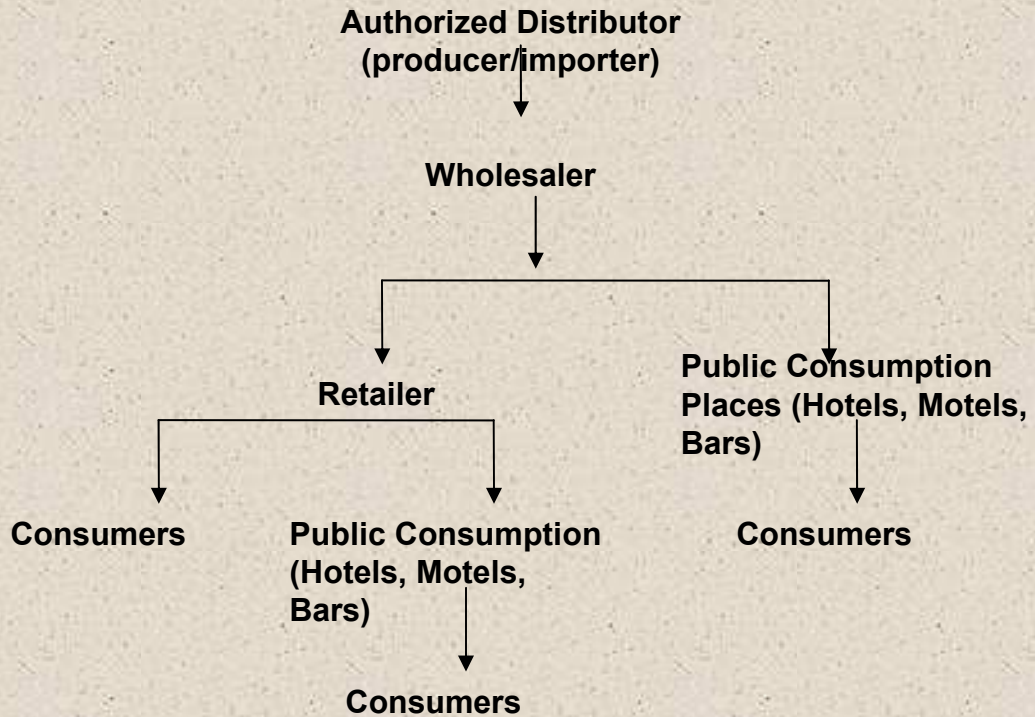 Authorized Distributor
(producer/importer)
Wholesaler
Retailer
Public Consumption
Places (Hotels, Motels,
Bars)
Consumers
Public Consumption
(Hotels, Motels,
Bars)
Consumers
Consumers